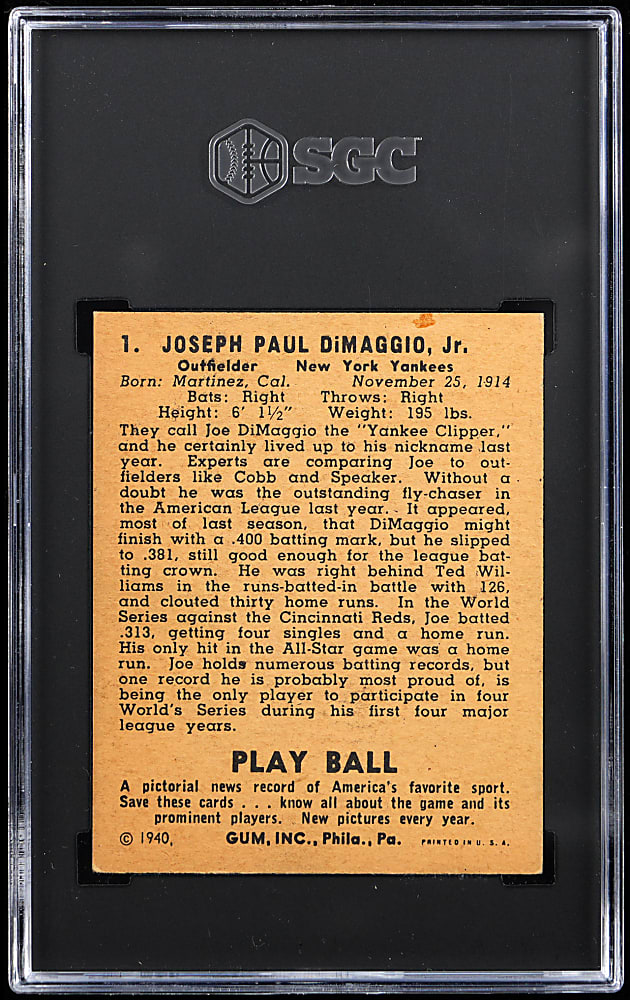 SGC
1. JOSEPH PAUL DiMAGGIO, Jr.
Outfielder New York Yankees
Born: Martinez, Cal. November 25, 1914
Bats: Right Throws: Right
Height: 6' 1½" Weight: 195 lbs.
They call Joe DiMaggio the "Yankee Clipper,"
and he certainly lived up to his nickname last
year. Experts are comparing Joe to out-
fielders like Cobb and Speaker. Without a
doubt he was the outstanding fly-chaser in
the American League last year. It appeared,
most of last season, that DiMaggio might
finish with a .400 batting mark, but he slipped
to .381, still good enough for the league bat-
ting crown. He was right behind Ted Wil-
liams in the runs-batted-in battle with 126,
and clouted thirty home runs. In the World
Series against the Cincinnati Reds, Joe batted
.313, getting four singles and a home run.
His only hit in the All-Star game was a home
run. Joe holds numerous batting records, but
one record he is probably most proud of, is
being the only player to participate in four
World's Series during his first four major
league years.
PLAY BALL
A pictorial news record of America's favorite sport.
Save these cards . . . know all about the game and its
prominent players. New pictures every year.
© 1940, GUM, INC., Phila., Pa. PRINTED IN U. S. A.